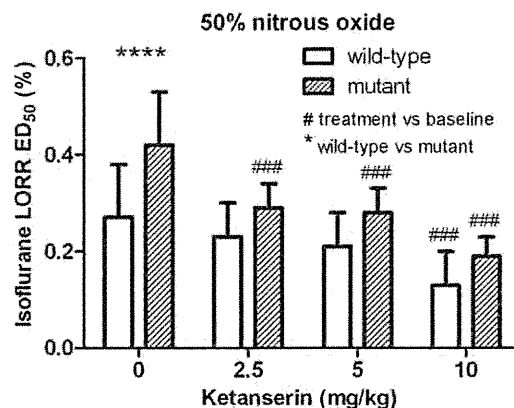 50% nitrous oxide
Isoflurane LORR ED50 (%)
0.6
0.4
0.2
0.0
****
wild-type
mutant
# treatment vs baseline
* wild-type vs mutant
###
###
###
###
0
2.5
5
10
Ketanserin (mg/kg)